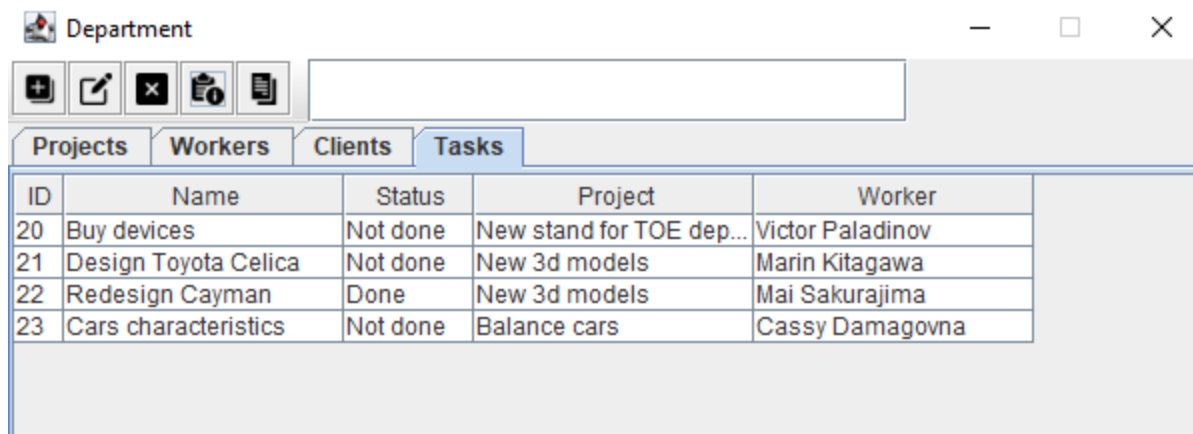 Department
Projects Workers Clients Tasks
ID Name Status Project Worker
20 Buy devices Not done New stand for TOE dep... Victor Paladinov
21 Design Toyota Celica Not done New 3d models Marin Kitagawa
22 Redesign Cayman Done New 3d models Mai Sakurajima
23 Cars characteristics Not done Balance cars Cassy Damagovna